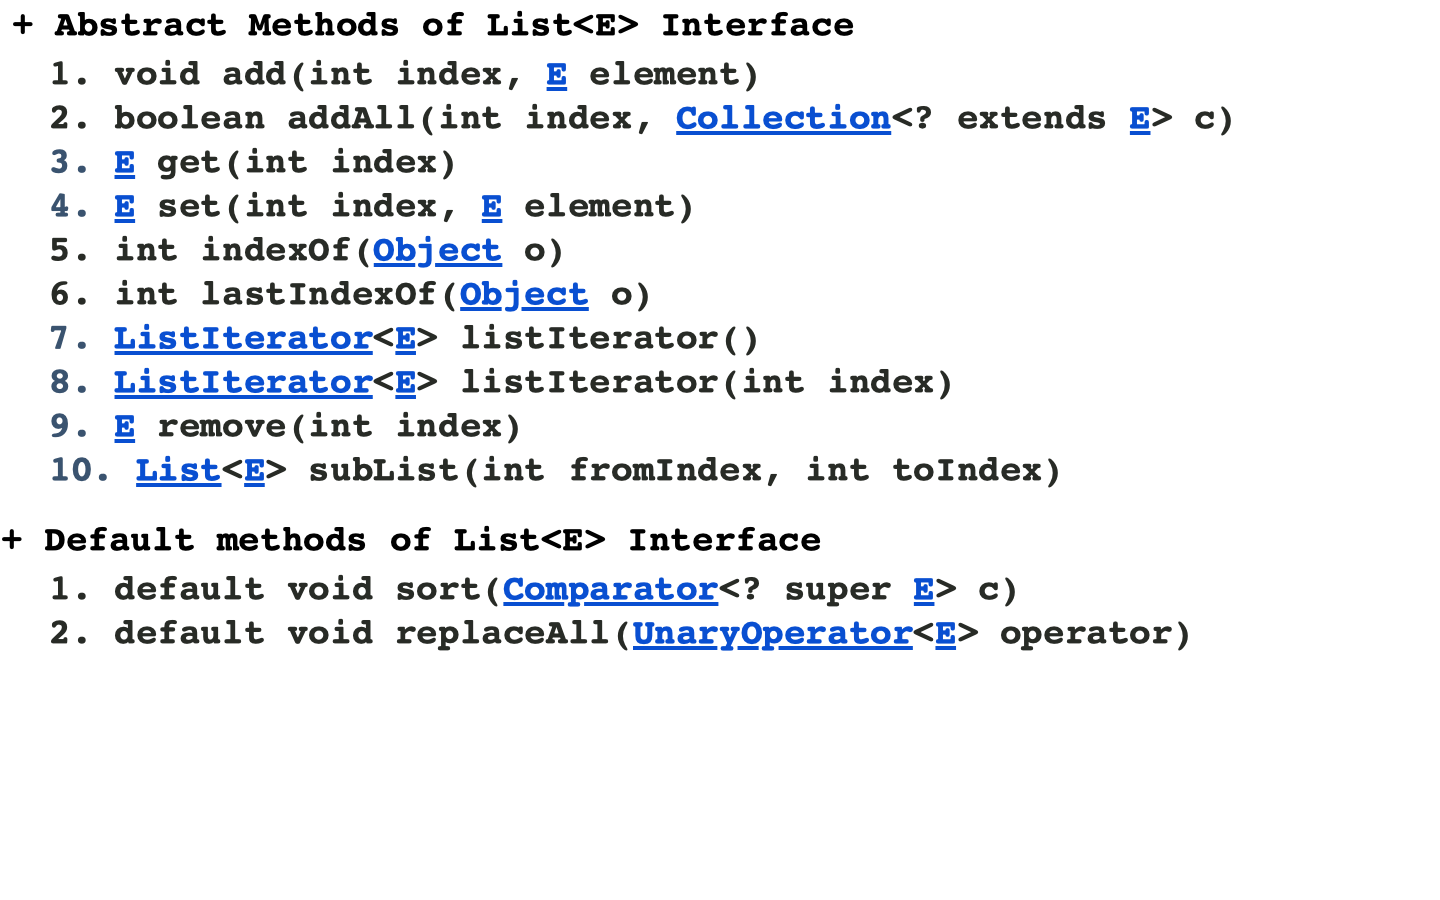 + Abstract Methods of List<E> Interface
1. void add(int index, E element)
2. boolean addAll(int index, Collection<? extends E> c)
3. E get(int index)
4. E set(int index, E element)
5. int indexOf(Object o)
6. int lastIndexOf(Object o)
7. ListIterator<E> listIterator()
8. ListIterator<E> listIterator(int index)
9. E remove(int index)
10. List<E> subList(int fromIndex, int toIndex)
+ Default methods of List<E> Interface
1. default void sort(Comparator<? super E> c)
2. default void replaceAll(UnaryOperator<E> operator)